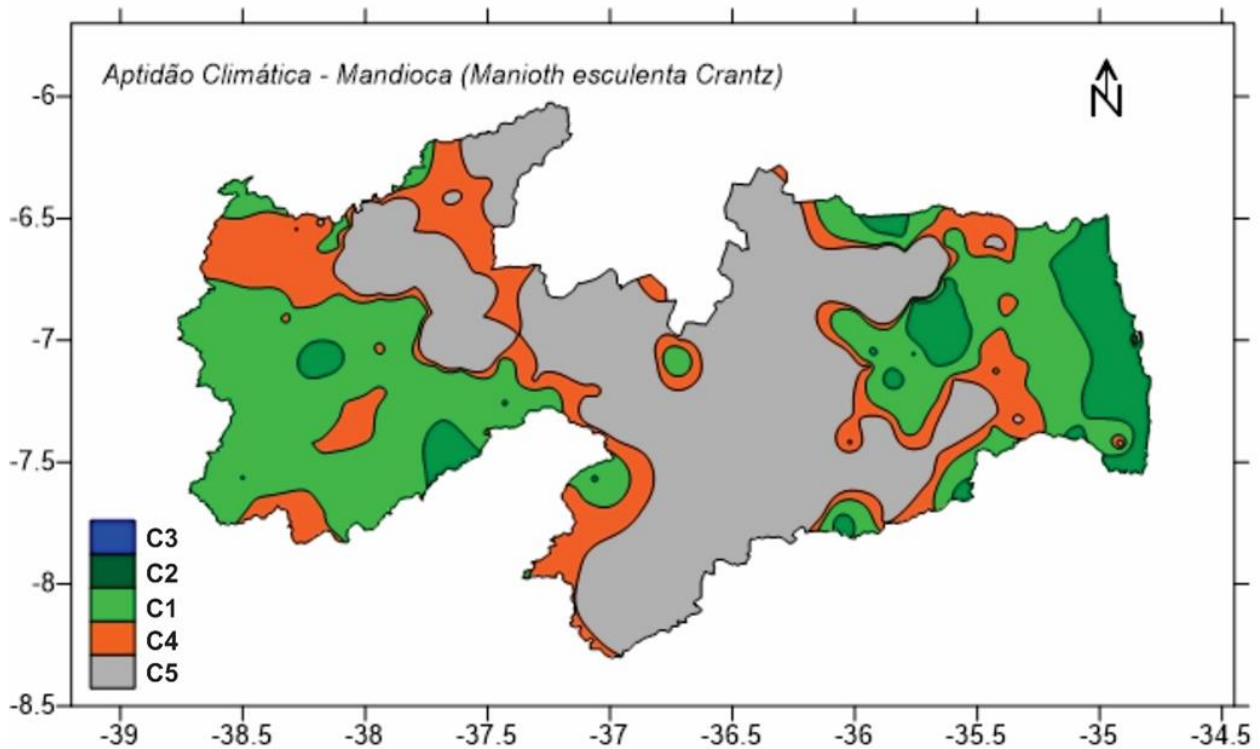 Aptidão Climática - Mandioca (Manioth esculenta Crantz)
N
-6
-6.5
-7
-7.5
-8
-8.5
C3
C2
C1
C4
C5
-39 -38.5 -38 -37.5 -37 -36.5 -36 -35.5 -35 -34.5